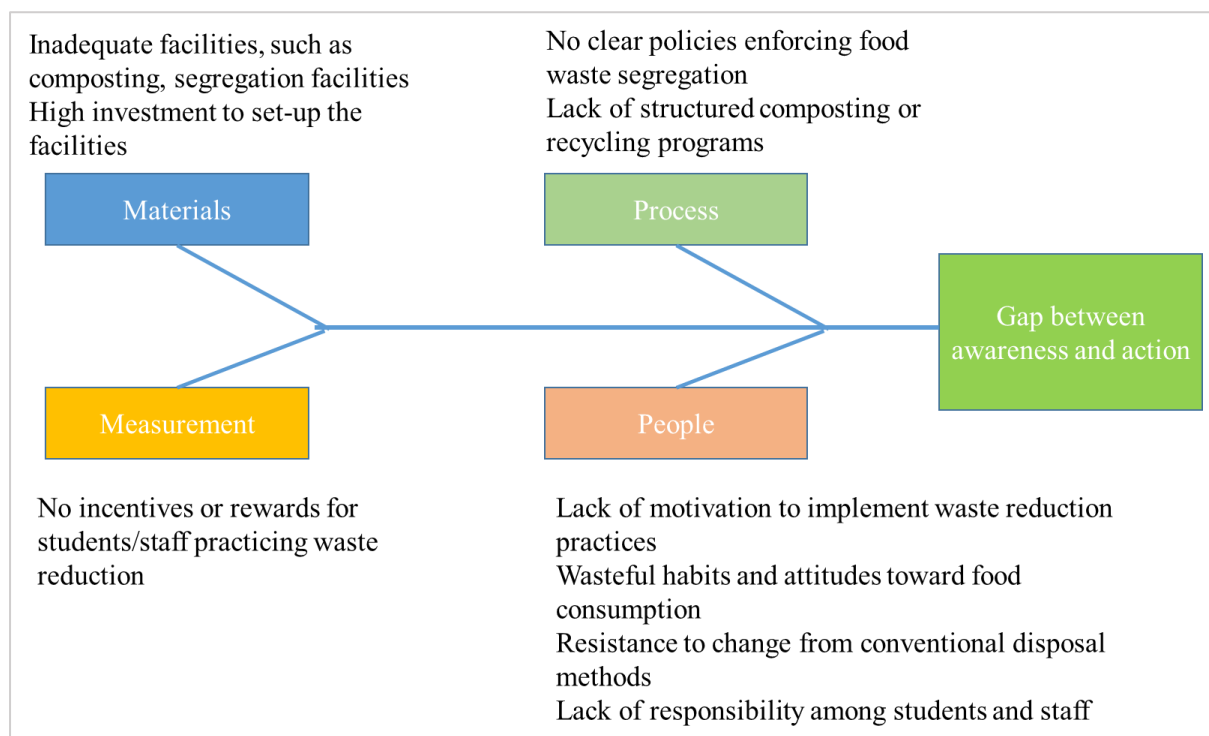 Inadequate facilities, such as
composting, segregation facilities
High investment to set-up the
facilities
No clear policies enforcing food
waste segregation
Lack of structured composting or
recycling programs
Materials
Process
Gap between
awareness and action
Measurement
People
No incentives or rewards for
students/staff practicing waste
reduction
Lack of motivation to implement waste reduction
practices
Wasteful habits and attitudes toward food
consumption
Resistance to change from conventional disposal
methods
Lack of responsibility among students and staff